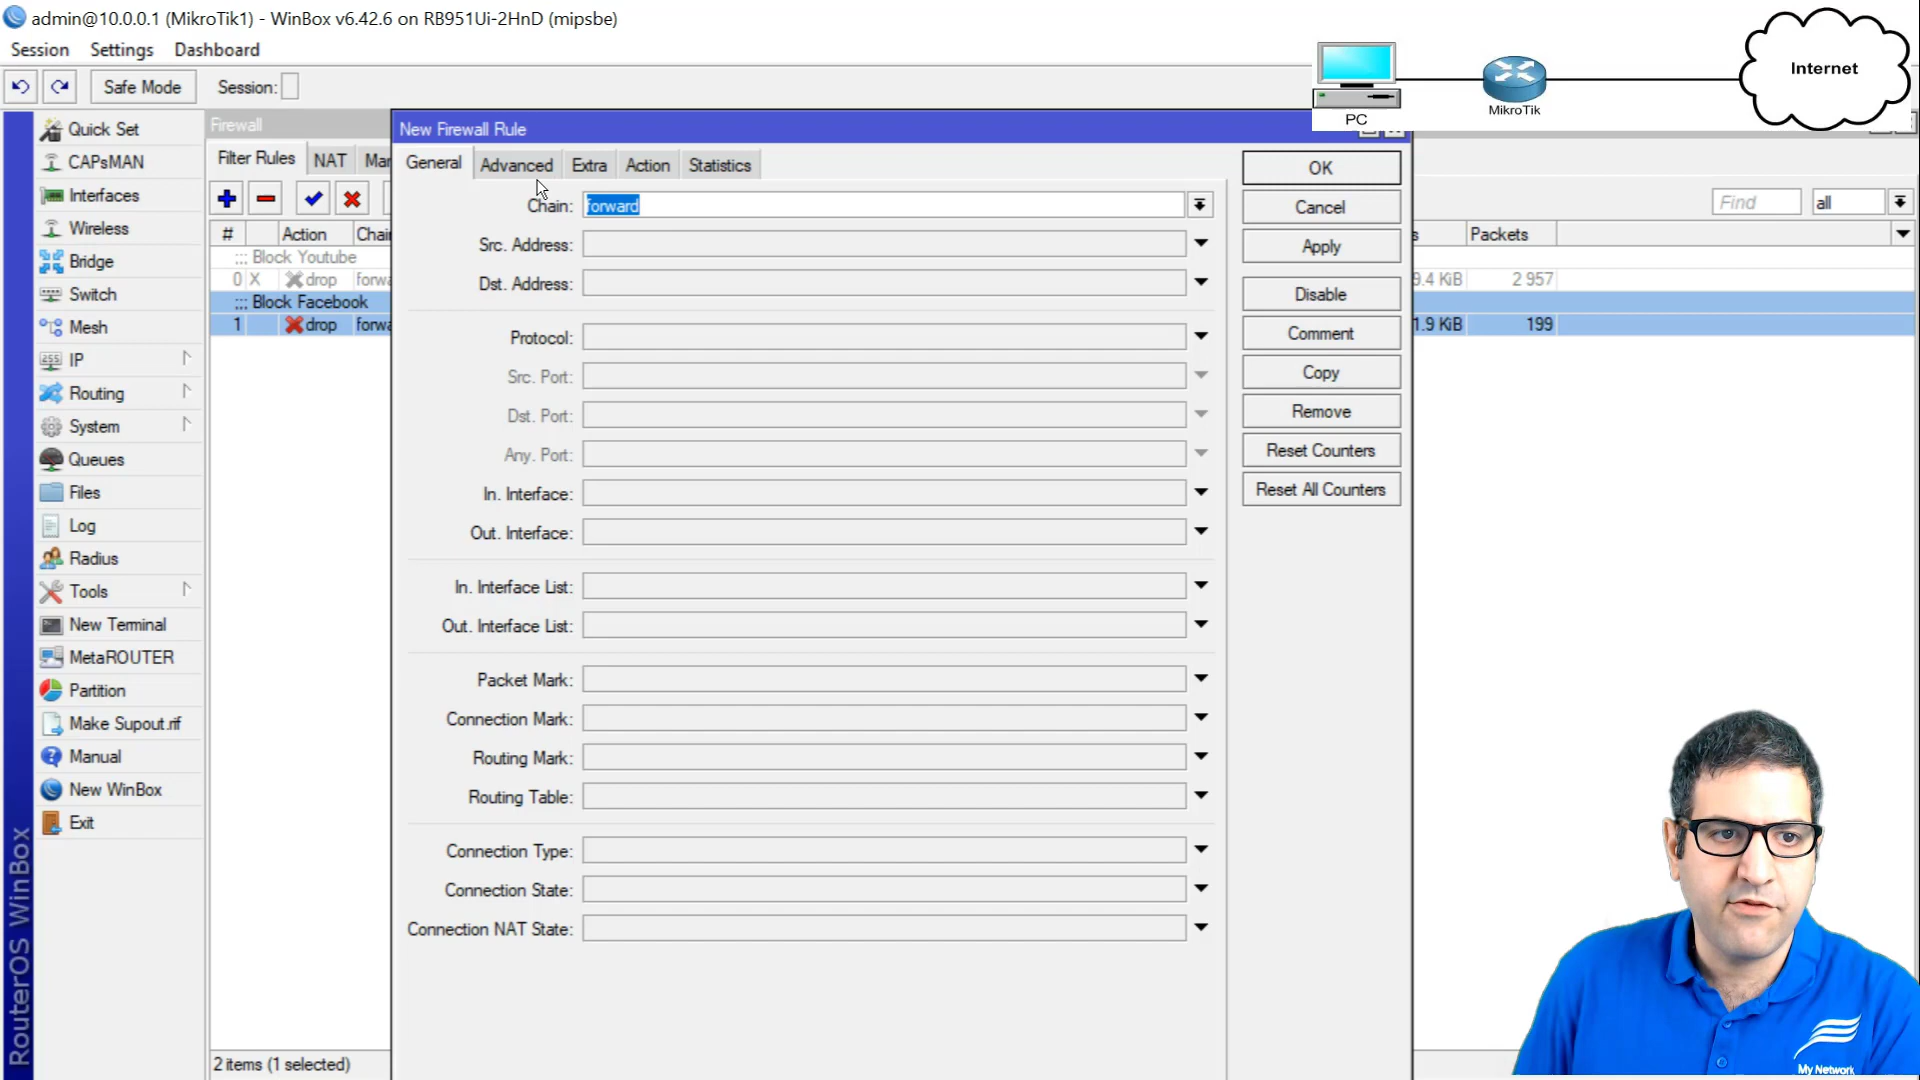 admin@10.0.0.1 (MikroTik1) - WinBox v6.42.6 on RB951Ui-2HnD (mipsbe)
Session Settings Dashboard
Safe Mode Session:
PC
MikroTik
Internet
RouterOS WinBox
Quick Set
CAPsMAN
Interfaces
Wireless
Bridge
Switch
Mesh
IP
Routing
System
Queues
Files
Log
Radius
Tools
New Terminal
MetaROUTER
Partition
Make Supout.rif
Manual
New WinBox
Exit
Firewall
Filter Rules NAT
Find all
# Action Packets
;;; Block Youtube
0 X drop 9.4 KiB 2 957
;;; Block Facebook
1 drop 1.9 KiB 199
2 items (1 selected)
New Firewall Rule
General Advanced Extra Action Statistics
Chain: forward
Src. Address:
Dst. Address:
Protocol:
Src. Port:
Dst. Port:
Any. Port:
In. Interface:
Out. Interface:
In. Interface List:
Out. Interface List:
Packet Mark:
Connection Mark:
Routing Mark:
Routing Table:
Connection Type:
Connection State:
Connection NAT State:
OK
Cancel
Apply
Disable
Comment
Copy
Remove
Reset Counters
Reset All Counters
My Network